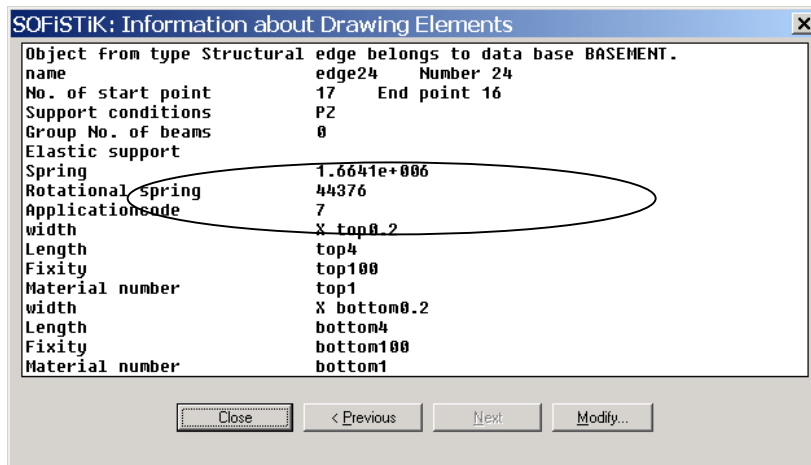 SOFiSTiK: Information about Drawing Elements
Object from type Structural edge belongs to data base BASEMENT.
name edge24 Number 24
No. of start point 17 End point 16
Support conditions PZ
Group No. of beams 0
Elastic support
Spring 1.6641e+006
Rotational spring 44376
Applicationcode 7
width X top0.2
Length top4
Fixity top100
Material number top1
width X bottom0.2
Length bottom4
Fixity bottom100
Material number bottom1
Close < Previous Next Modify...